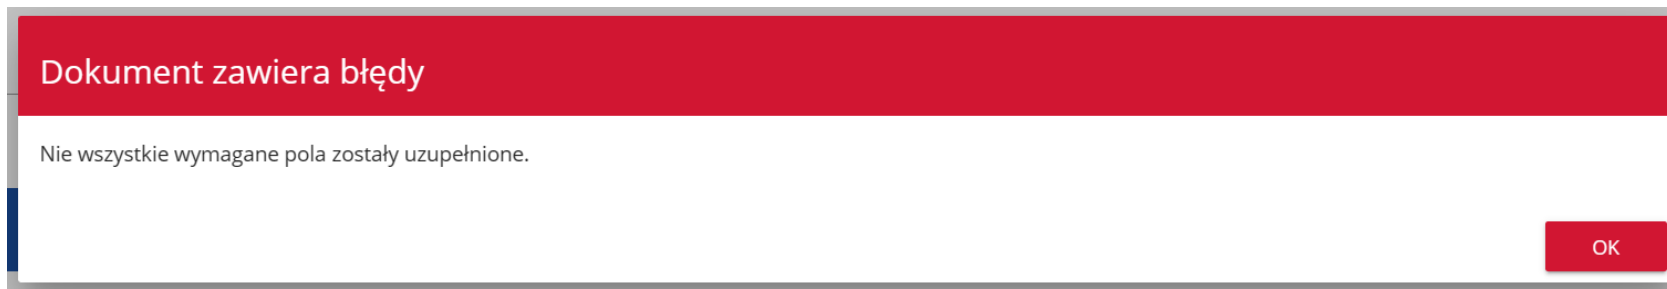 Dokument zawiera błędy
Nie wszystkie wymagane pola zostały uzupełnione.
OK